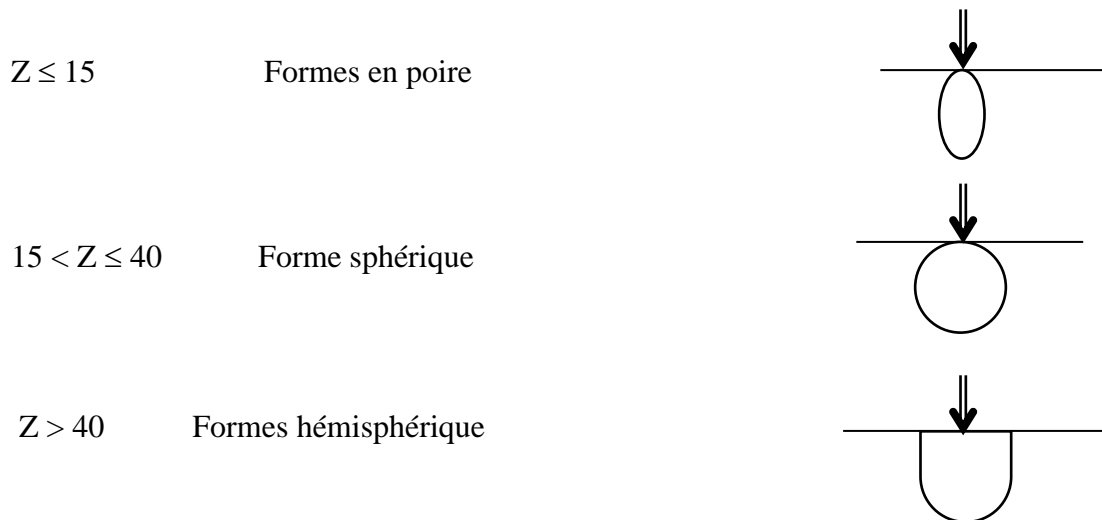 Z ≤ 15 Formes en poire
15 < Z ≤ 40 Forme sphérique
Z > 40 Formes hémisphérique